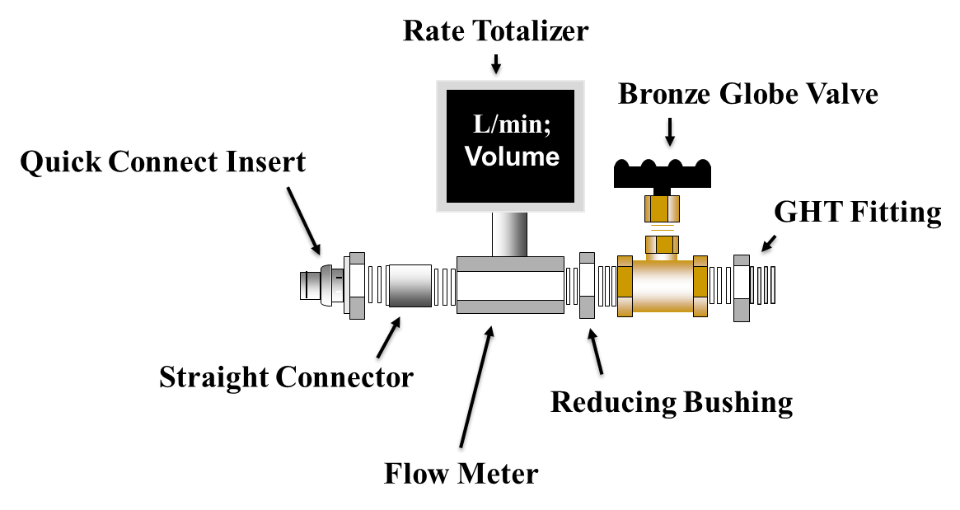 Rate Totalizer
Bronze Globe Valve
L/min;
Volume
Quick Connect Insert
GHT Fitting
Straight Connector
Reducing Bushing
Flow Meter